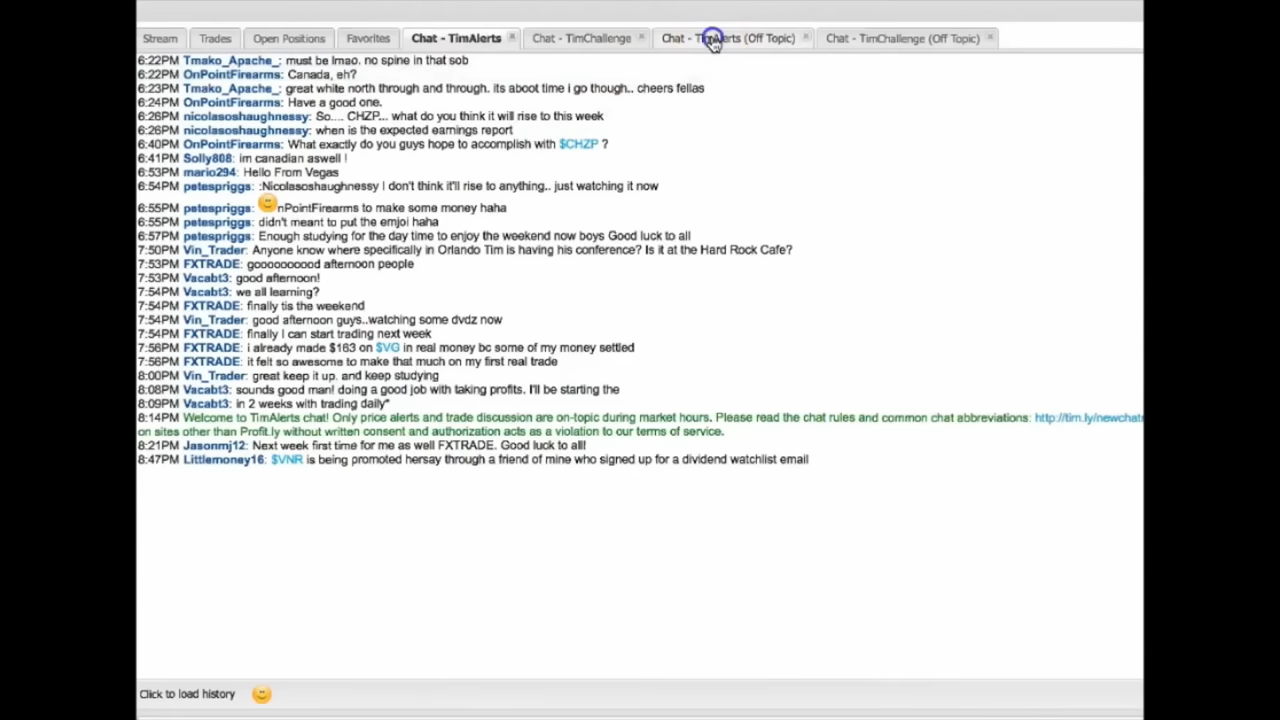 Stream Trades Open Positions Favorites Chat - TimAlerts Chat - TimChallenge Chat - TimAlerts (Off Topic) Chat - TimChallenge (Off Topic)
6:22PM Tmako_Apache_: must be lmao. no spine in that sob
6:22PM OnPointFirearms: Canada, eh?
6:23PM Tmako_Apache_: great white north through and through. its aboot time i go though.. cheers fellas
6:24PM OnPointFirearms: Have a good one.
6:26PM nicolasoshaughnessy: So.... CHZP... what do you think it will rise to this week
6:26PM nicolasoshaughnessy: when is the expected earnings report
6:40PM OnPointFirearms: What exactly do you guys hope to accomplish with $CHZP ?
6:41PM Solly808: im canadian aswell !
6:53PM mario294: Hello From Vegas
6:54PM petespriggs: :Nicolasoshaughnessy I don't think it'll rise to anything.. just watching it now
6:55PM petespriggs: nPointFirearms to make some money haha
6:55PM petespriggs: didn't meant to put the emjoi haha
6:57PM petespriggs: Enough studying for the day time to enjoy the weekend now boys Good luck to all
7:50PM Vin_Trader: Anyone know where specifically in Orlando Tim is having his conference? Is it at the Hard Rock Cafe?
7:53PM FXTRADE: goooooooood afternoon people
7:53PM Vacabt3: good afternoon!
7:54PM Vacabt3: we all learning?
7:54PM FXTRADE: finally tis the weekend
7:54PM Vin_Trader: good afternoon guys..watching some dvdz now
7:54PM FXTRADE: finally I can start trading next week
7:56PM FXTRADE: i already made $163 on $VG in real money bc some of my money settled
7:56PM FXTRADE: it felt so awesome to make that much on my first real trade
8:00PM Vin_Trader: great keep it up. and keep studying
8:08PM Vacabt3: sounds good man! doing a good job with taking profits. I'll be starting the
8:09PM Vacabt3: in 2 weeks with trading daily*
8:14PM Welcome to TimAlerts chat! Only price alerts and trade discussion are on-topic during market hours. Please read the chat rules and common chat abbreviations: http://tim.ly/newchatr
on sites other than Profit.ly without written consent and authorization acts as a violation to our terms of service.
8:21PM Jasonmj12: Next week first time for me as well FXTRADE. Good luck to all!
8:47PM Littlemoney16: $VNR is being promoted hersay through a friend of mine who signed up for a dividend watchlist email
Click to load history